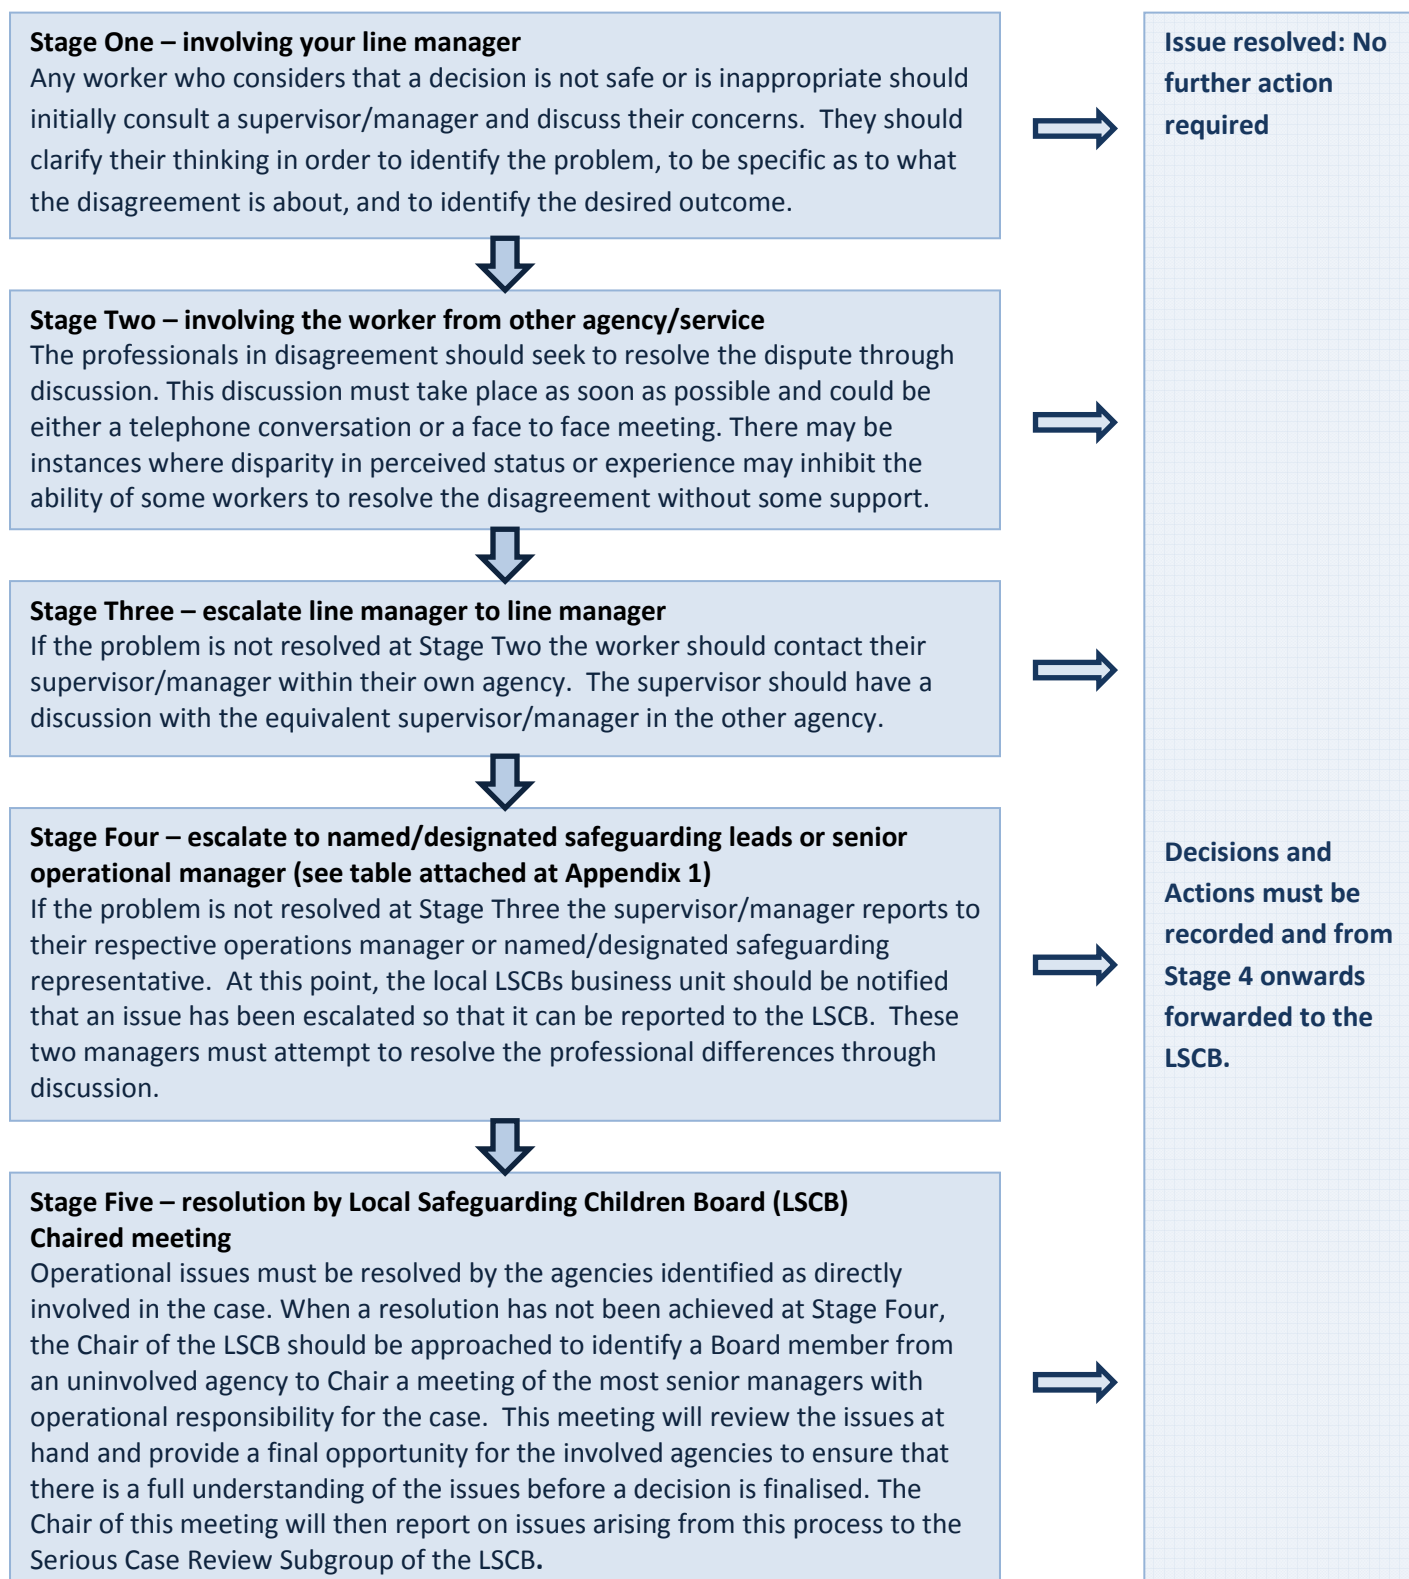 Stage One – involving your line manager
Any worker who considers that a decision is not safe or is inappropriate should
initially consult a supervisor/manager and discuss their concerns.  They should
clarify their thinking in order to identify the problem, to be specific as to what
the disagreement is about, and to identify the desired outcome.
Issue resolved: No
further action
required
Stage Two – involving the worker from other agency/service
The professionals in disagreement should seek to resolve the dispute through
discussion. This discussion must take place as soon as possible and could be
either a telephone conversation or a face to face meeting. There may be
instances where disparity in perceived status or experience may inhibit the
ability of some workers to resolve the disagreement without some support.
Stage Three – escalate line manager to line manager
If the problem is not resolved at Stage Two the worker should contact their
supervisor/manager within their own agency.  The supervisor should have a
discussion with the equivalent supervisor/manager in the other agency.
Stage Four – escalate to named/designated safeguarding leads or senior
operational manager (see table attached at Appendix 1)
If the problem is not resolved at Stage Three the supervisor/manager reports to
their respective operations manager or named/designated safeguarding
representative.  At this point, the local LSCBs business unit should be notified
that an issue has been escalated so that it can be reported to the LSCB.  These
two managers must attempt to resolve the professional differences through
discussion.
Decisions and
Actions must be
recorded and from
Stage 4 onwards
forwarded to the
LSCB.
Stage Five – resolution by Local Safeguarding Children Board (LSCB)
Chaired meeting
Operational issues must be resolved by the agencies identified as directly
involved in the case. When a resolution has not been achieved at Stage Four,
the Chair of the LSCB should be approached to identify a Board member from
an uninvolved agency to Chair a meeting of the most senior managers with
operational responsibility for the case.  This meeting will review the issues at
hand and provide a final opportunity for the involved agencies to ensure that
there is a full understanding of the issues before a decision is finalised. The
Chair of this meeting will then report on issues arising from this process to the
Serious Case Review Subgroup of the LSCB.